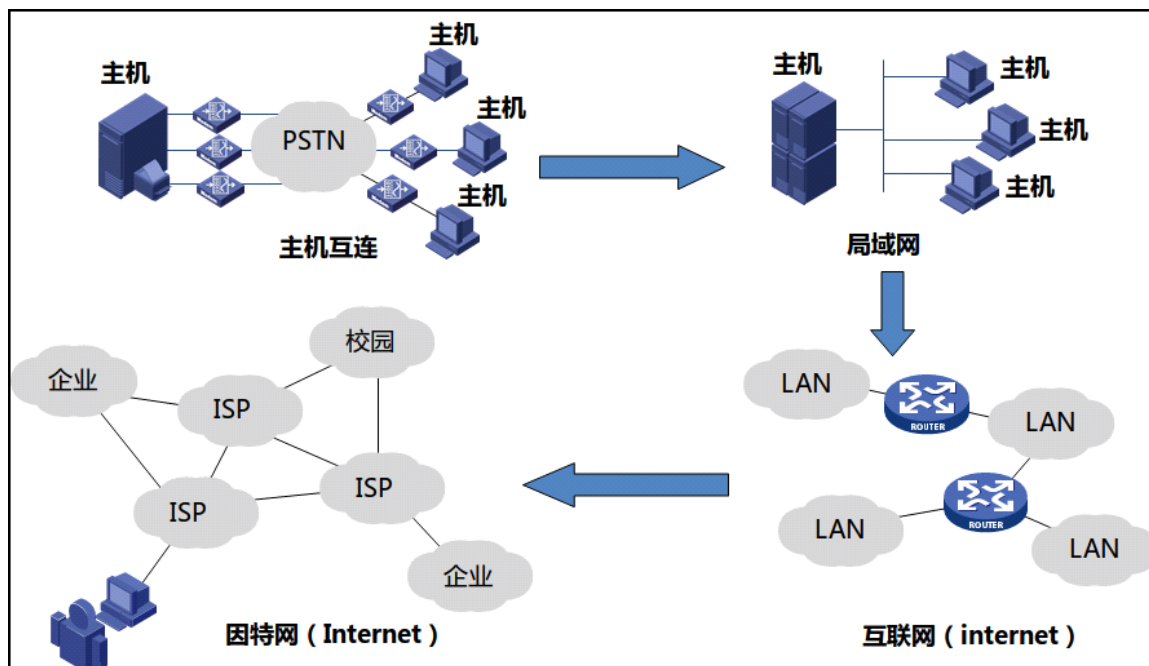 主机
主机
主机
主机
PSTN
主机互连
主机
主机
主机
主机
局域网
LAN
ROUTER
LAN
ROUTER
LAN
LAN
互联网（internet）
校园
企业
ISP
ISP
ISP
企业
因特网（Internet）